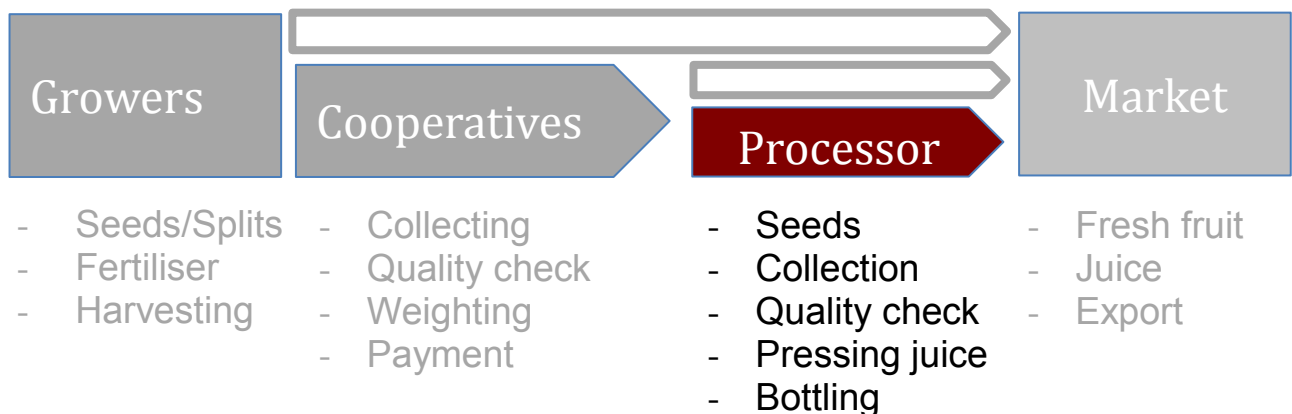 Growers
Cooperatives
Processor
Market
- Seeds/Splits
- Fertiliser
- Harvesting
- Collecting
- Quality check
- Weighting
- Payment
- Seeds
- Collection
- Quality check
- Pressing juice
- Bottling
- Fresh fruit
- Juice
- Export